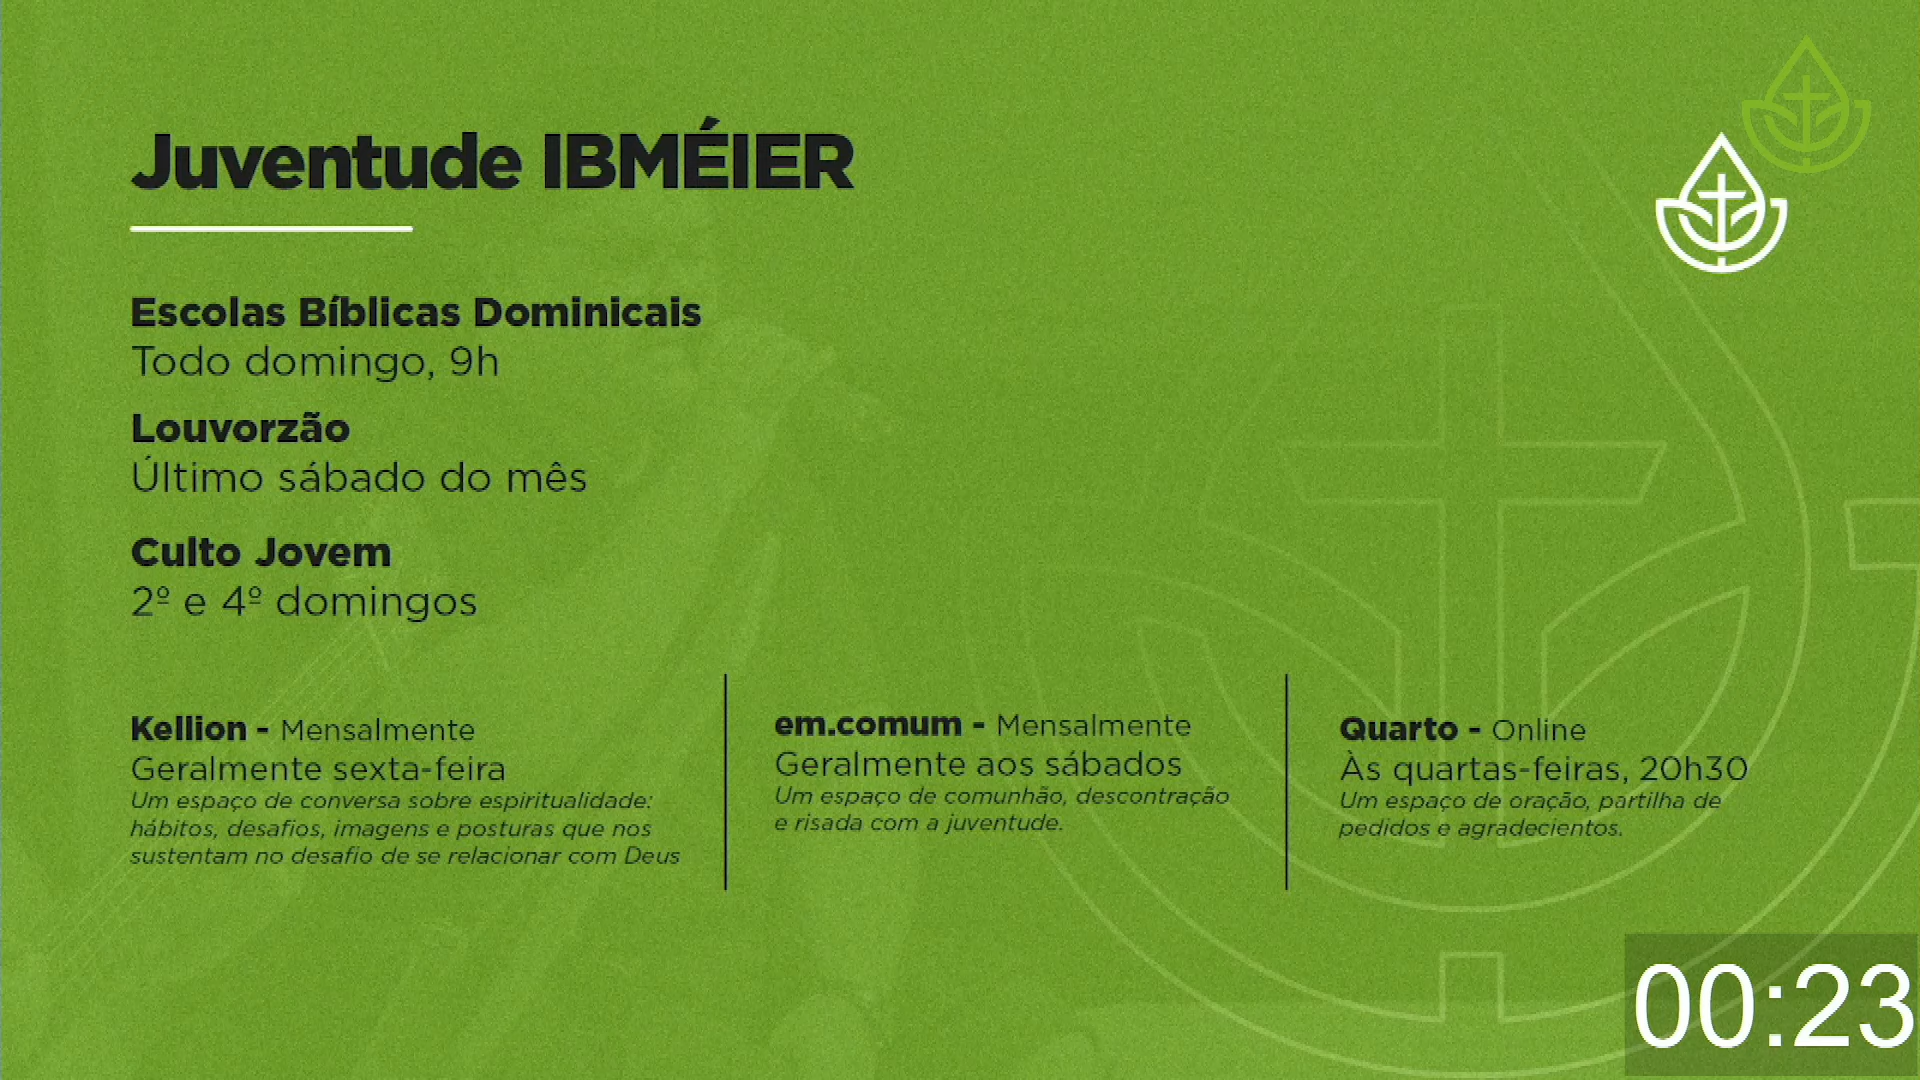 Juventude IBMÉIER
Escolas Bíblicas Dominicais
Todo domingo, 9h
Louvorzão
Último sábado do mês
Culto Jovem
2º e 4º domingos
Kellion - Mensalmente
Geralmente sexta-feira
Um espaço de conversa sobre espiritualidade:
hábitos, desafios, imagens e posturas que nos
sustentam no desafio de se relacionar com Deus
em.comum - Mensalmente
Geralmente aos sábados
Um espaço de comunhão, descontração
e risada com a juventude.
Quarto - Online
Às quartas-feiras, 20h30
Um espaço de oração, partilha de
pedidos e agradecientos.
00:23